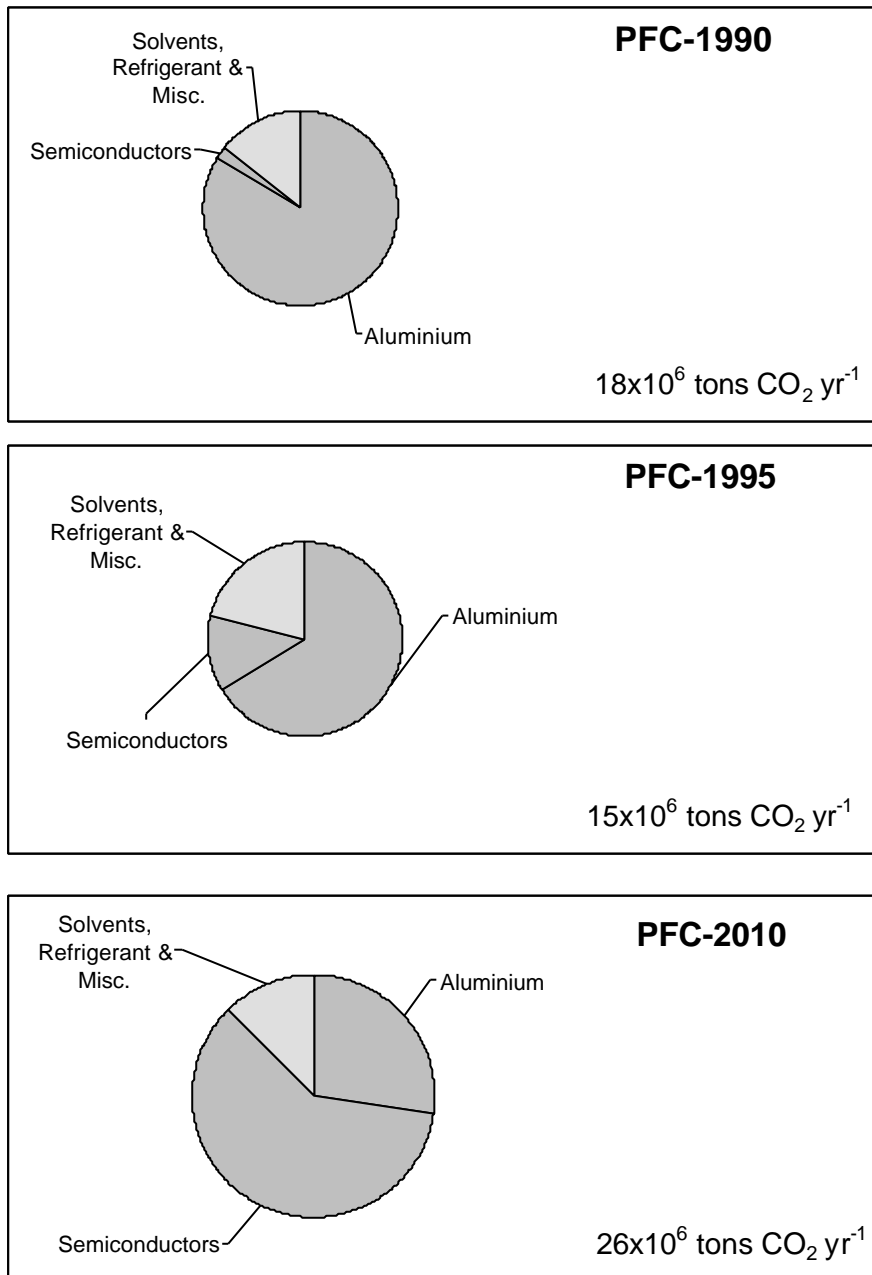 PFC-1990
Solvents,
Refrigerant &
Misc.
Semiconductors
Aluminium
18x10⁶ tons CO₂ yr⁻¹
PFC-1995
Solvents,
Refrigerant &
Misc.
Aluminium
Semiconductors
15x10⁶ tons CO₂ yr⁻¹
PFC-2010
Solvents,
Refrigerant &
Misc.
Aluminium
Semiconductors
26x10⁶ tons CO₂ yr⁻¹